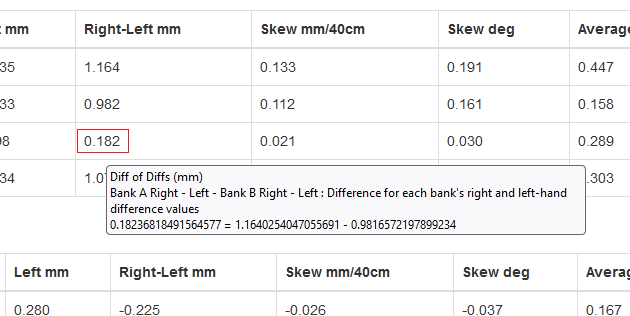 t mm Right-Left mm Skew mm/40cm Skew deg Average
35 1.164 0.133 0.191 0.447
33 0.982 0.112 0.161 0.158
98 0.182 0.021 0.030 0.289
34 1.07 .303
Diff of Diffs (mm)
Bank A Right - Left - Bank B Right - Left : Difference for each bank's right and left-hand
difference values
0.18236818491564577 = 1.1640254047055691 - 0.9816572197899234
Left mm Right-Left mm Skew mm/40cm Skew deg Avera
0.280 -0.225 -0.026 -0.037 0.167